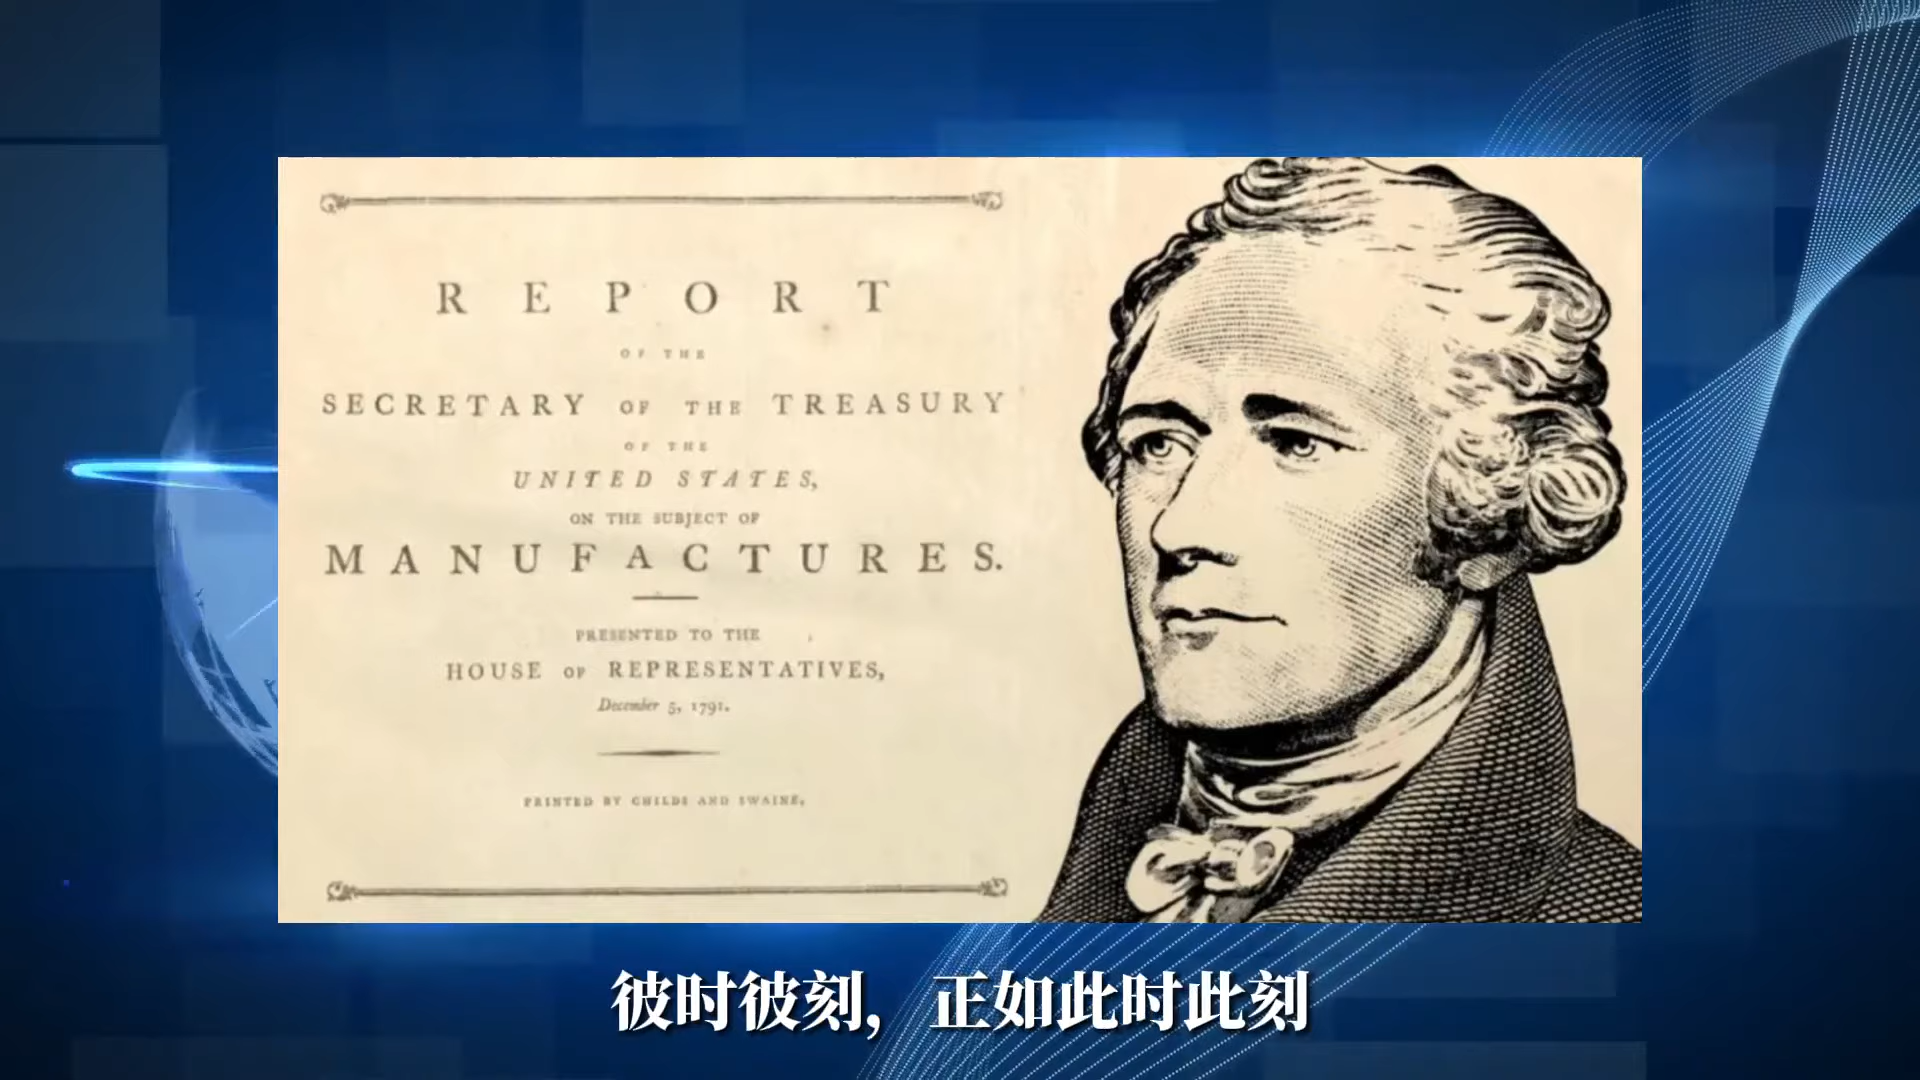 REPORT
OF THE
SECRETARY OF THE TREASURY
OF THE
UNITED STATES,
ON THE SUBJECT OF
MANUFACTURES.
PRESENTED TO THE
HOUSE OF REPRESENTATIVES,
December 5, 1791.
PRINTED BY CHILDS AND SWAINE,
彼时彼刻，正如此时此刻